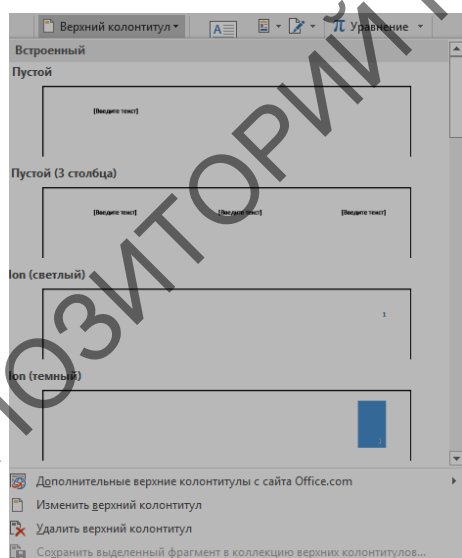 Верхний колонтитул
A
π Уравнение
Встроенный
Пустой
[Введите текст]
Пустой (3 столбца)
[Введите текст] [Введите текст] [Введите текст]
Ion (светлый)
1
Ion (темный)
1
Дополнительные верхние колонтитулы с сайта Office.com
Изменить верхний колонтитул
Удалить верхний колонтитул
Сохранить выделенный фрагмент в коллекцию верхних колонтитулов...